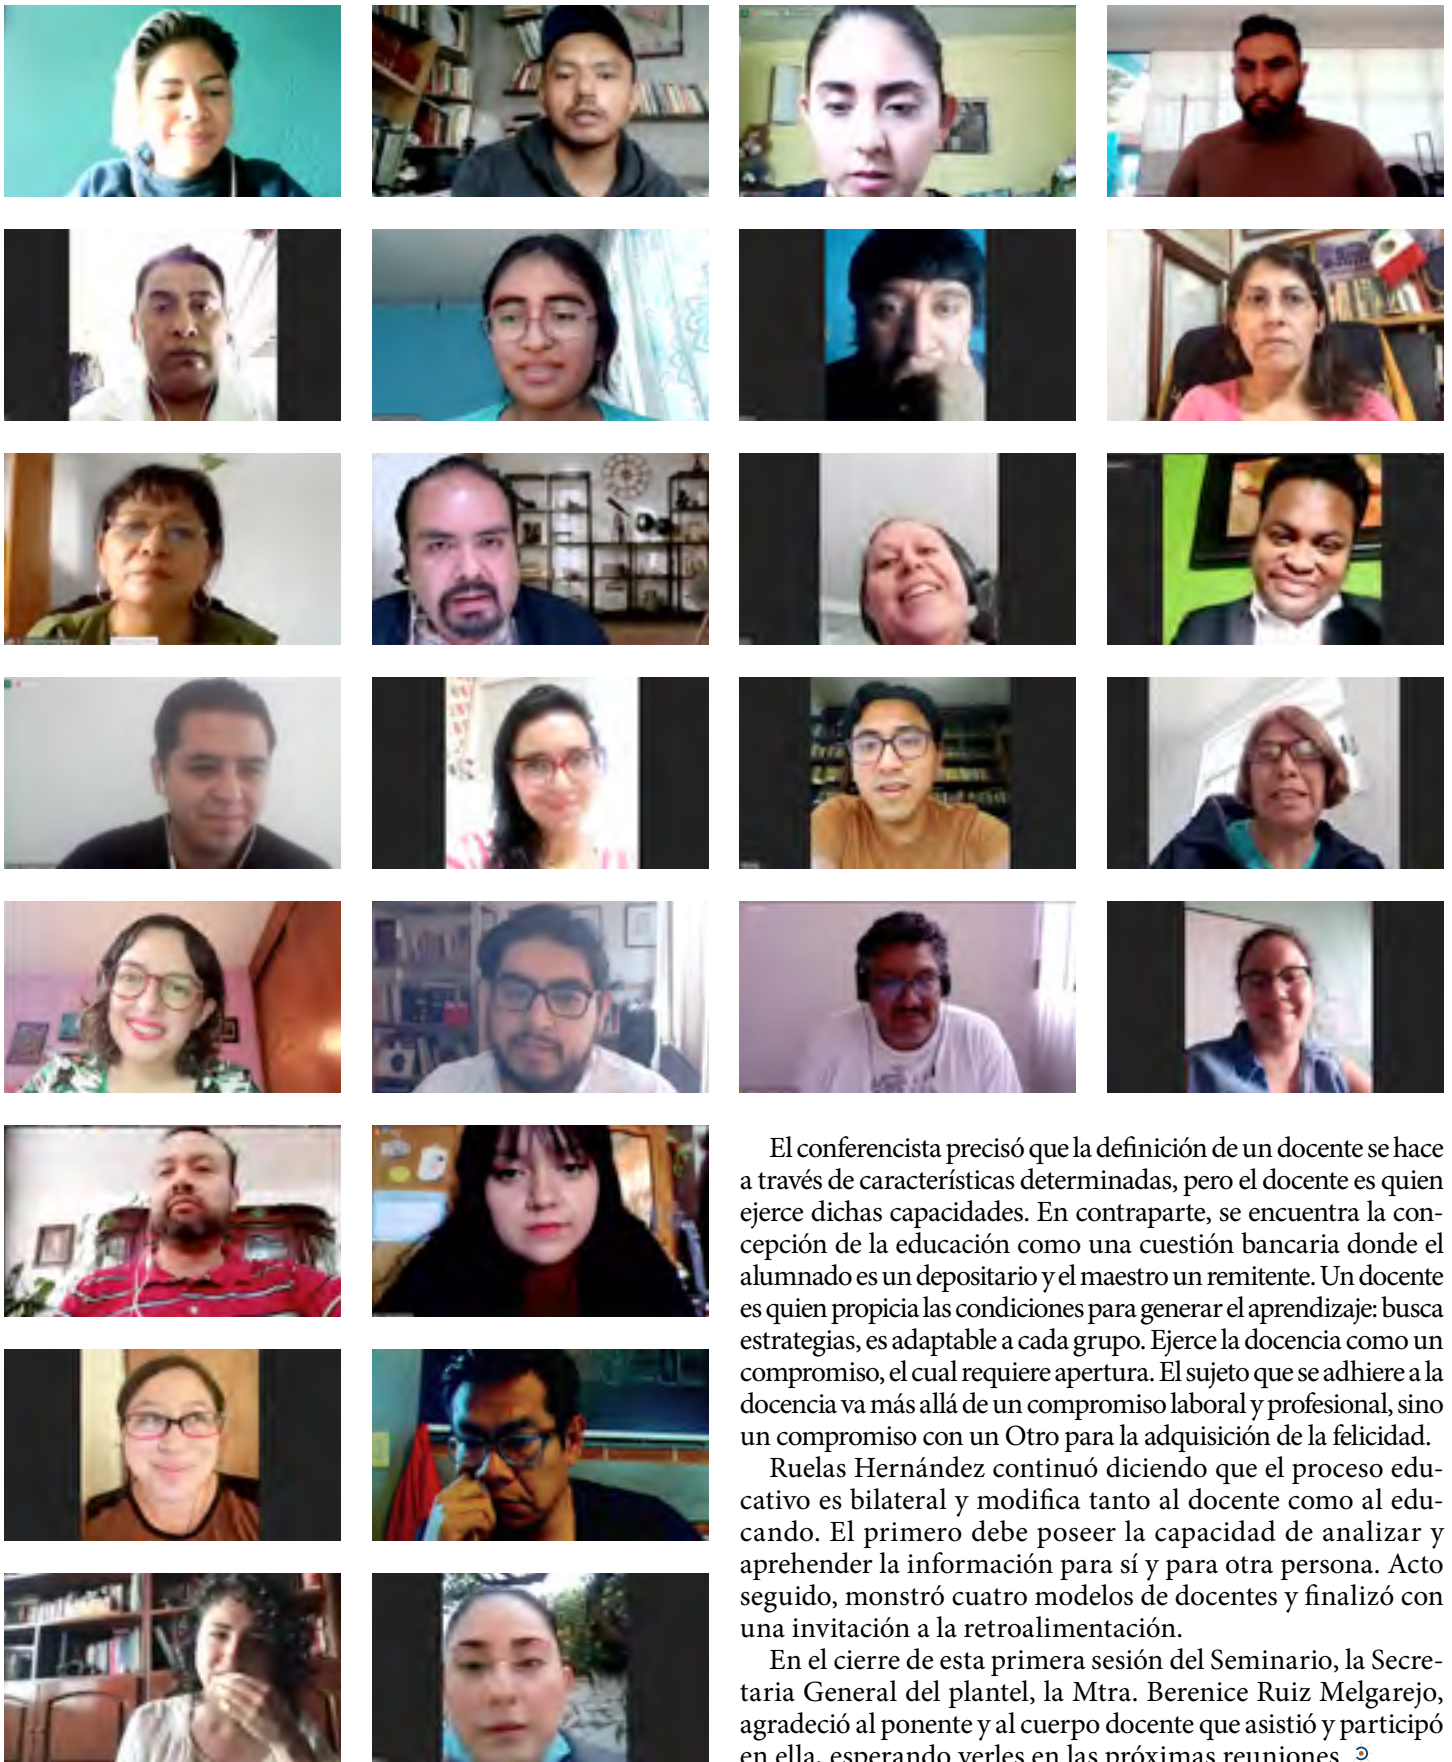 El conferencista precisó que la definición de un docente se hace
a través de características determinadas, pero el docente es quien
ejerce dichas capacidades. En contraparte, se encuentra la con-
cepción de la educación como una cuestión bancaria donde el
alumnado es un depositario y el maestro un remitente. Un docente
es quien propicia las condiciones para generar el aprendizaje: busca
estrategias, es adaptable a cada grupo. Ejerce la docencia como un
compromiso, el cual requiere apertura. El sujeto que se adhiere a la
docencia va más allá de un compromiso laboral y profesional, sino
un compromiso con un Otro para la adquisición de la felicidad.
Ruelas Hernández continuó diciendo que el proceso edu-
cativo es bilateral y modifica tanto al docente como al edu-
cando. El primero debe poseer la capacidad de analizar y
aprehender la información para sí y para otra persona. Acto
seguido, monstró cuatro modelos de docentes y finalizó con
una invitación a la retroalimentación.
En el cierre de esta primera sesión del Seminario, la Secre-
taria General del plantel, la Mtra. Berenice Ruiz Melgarejo,
agradeció al ponente y al cuerpo docente que asistió y participó
en ella, esperando verles en las próximas reuniones.